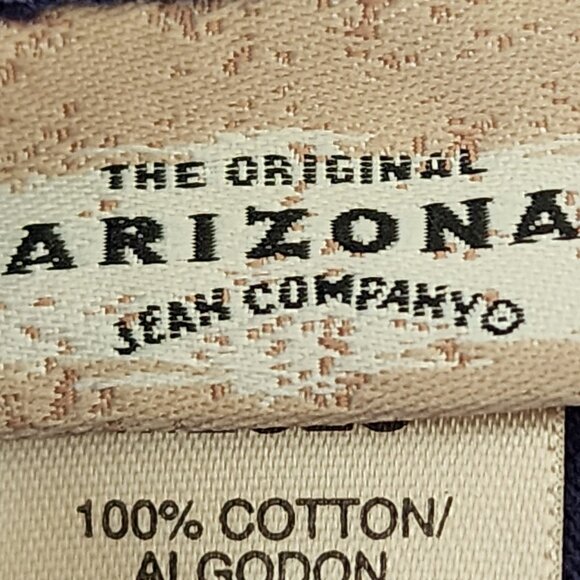 THE ORIGINAL
ARIZONA
JEAN COMPANY®
100% COTTON/
ALGODON